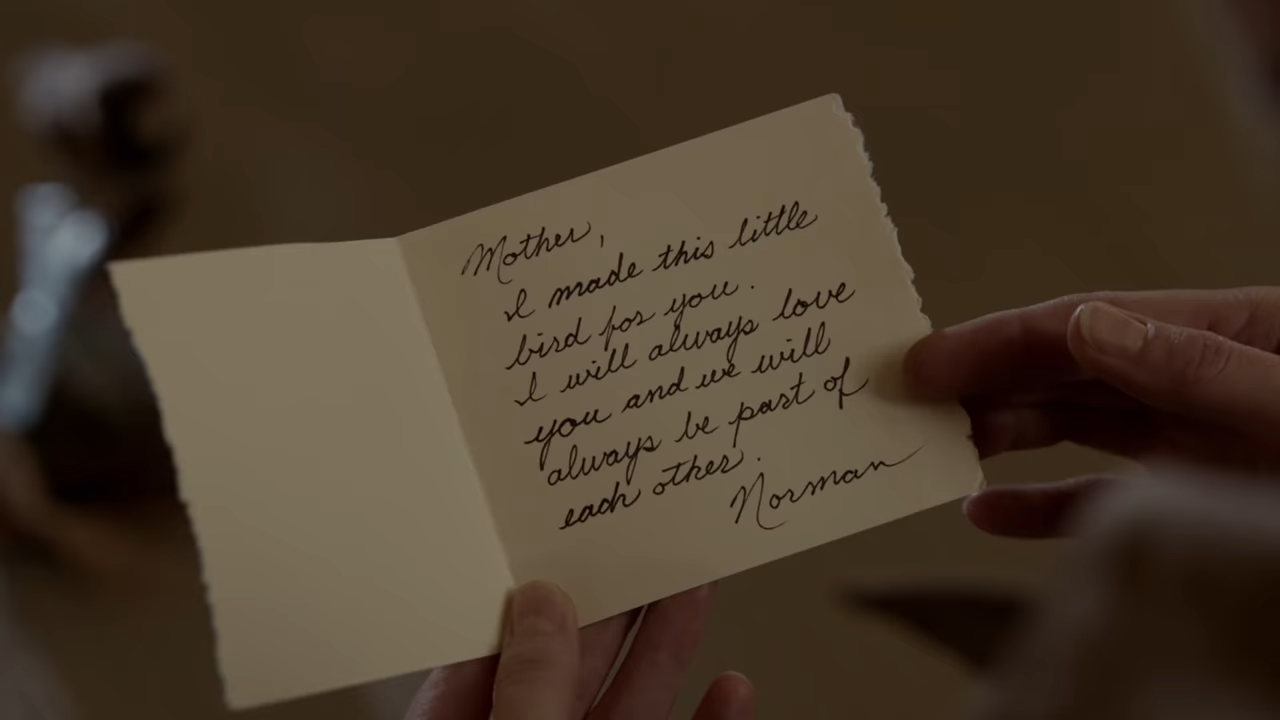 Mother,
I made this little
bird for you.
I will always love
you and we will
always be part of
each other.
Norman